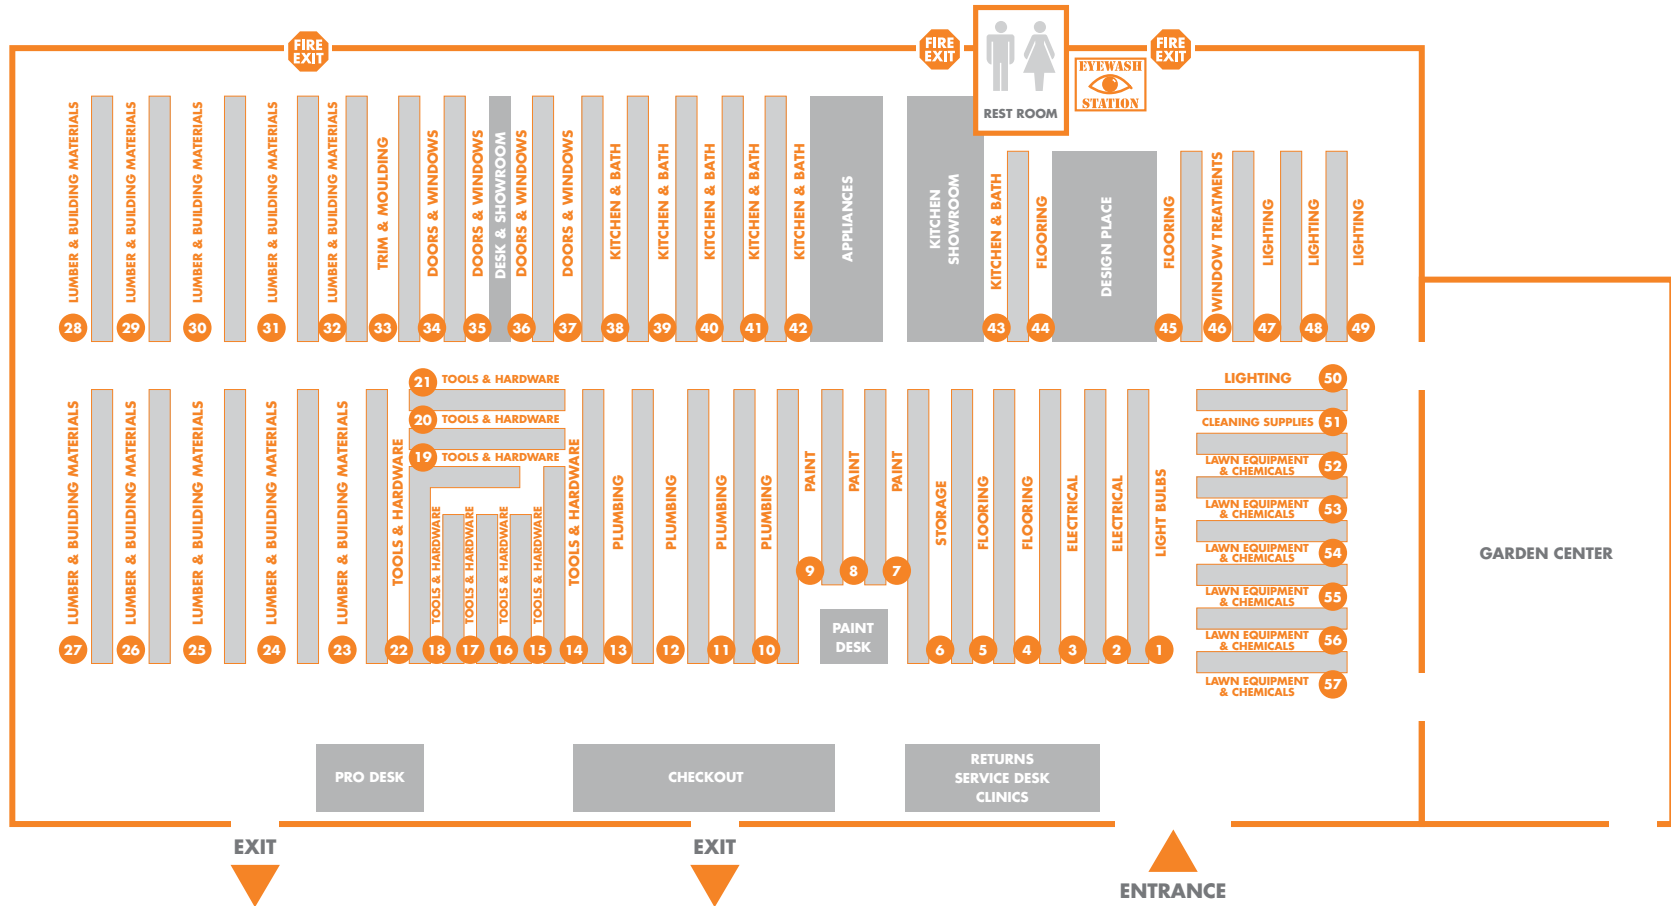 FIRE
EXIT
FIRE
EXIT
REST ROOM
EYEWASH
STATION
FIRE
EXIT
LUMBER & BUILDING MATERIALS
28
LUMBER & BUILDING MATERIALS
29
LUMBER & BUILDING MATERIALS
30
LUMBER & BUILDING MATERIALS
31
LUMBER & BUILDING MATERIALS
32
TRIM & MOULDING
33
DOORS & WINDOWS
34
DOORS & WINDOWS
35
DESK & SHOWROOM
DOORS & WINDOWS
36
DOORS & WINDOWS
37
KITCHEN & BATH
38
KITCHEN & BATH
39
KITCHEN & BATH
40
KITCHEN & BATH
41
KITCHEN & BATH
42
APPLIANCES
KITCHEN
SHOWROOM
KITCHEN & BATH
43
FLOORING
44
DESIGN PLACE
FLOORING
45
WINDOW TREATMENTS
46
LIGHTING
47
LIGHTING
48
LIGHTING
49
LUMBER & BUILDING MATERIALS
27
LUMBER & BUILDING MATERIALS
26
LUMBER & BUILDING MATERIALS
25
LUMBER & BUILDING MATERIALS
24
LUMBER & BUILDING MATERIALS
23
TOOLS & HARDWARE
22
21 TOOLS & HARDWARE
20 TOOLS & HARDWARE
19 TOOLS & HARDWARE
TOOLS & HARDWARE
18
TOOLS & HARDWARE
17
TOOLS & HARDWARE
16
TOOLS & HARDWARE
15
TOOLS & HARDWARE
14
PLUMBING
13
PLUMBING
12
PLUMBING
11
PLUMBING
10
PAINT
9
PAINT
8
PAINT
7
PAINT
DESK
STORAGE
6
FLOORING
5
FLOORING
4
ELECTRICAL
3
ELECTRICAL
2
LIGHT BULBS
1
LIGHTING 50
CLEANING SUPPLIES 51
LAWN EQUIPMENT
& CHEMICALS 52
LAWN EQUIPMENT
& CHEMICALS 53
LAWN EQUIPMENT
& CHEMICALS 54
LAWN EQUIPMENT
& CHEMICALS 55
LAWN EQUIPMENT
& CHEMICALS 56
LAWN EQUIPMENT
& CHEMICALS 57
GARDEN CENTER
PRO DESK
CHECKOUT
RETURNS
SERVICE DESK
CLINICS
EXIT
EXIT
ENTRANCE